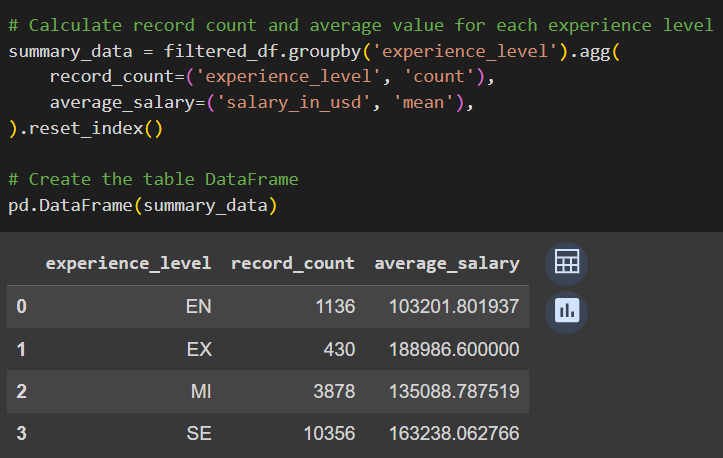 # Calculate record count and average value for each experience level
summary_data = filtered_df.groupby('experience_level').agg(
    record_count=('experience_level', 'count'),
    average_salary=('salary_in_usd', 'mean'),
).reset_index()
# Create the table DataFrame
pd.DataFrame(summary_data)
experience_level record_count average_salary
0 EN 1136 103201.801937
1 EX 430 188986.600000
2 MI 3878 135088.787519
3 SE 10356 163238.062766